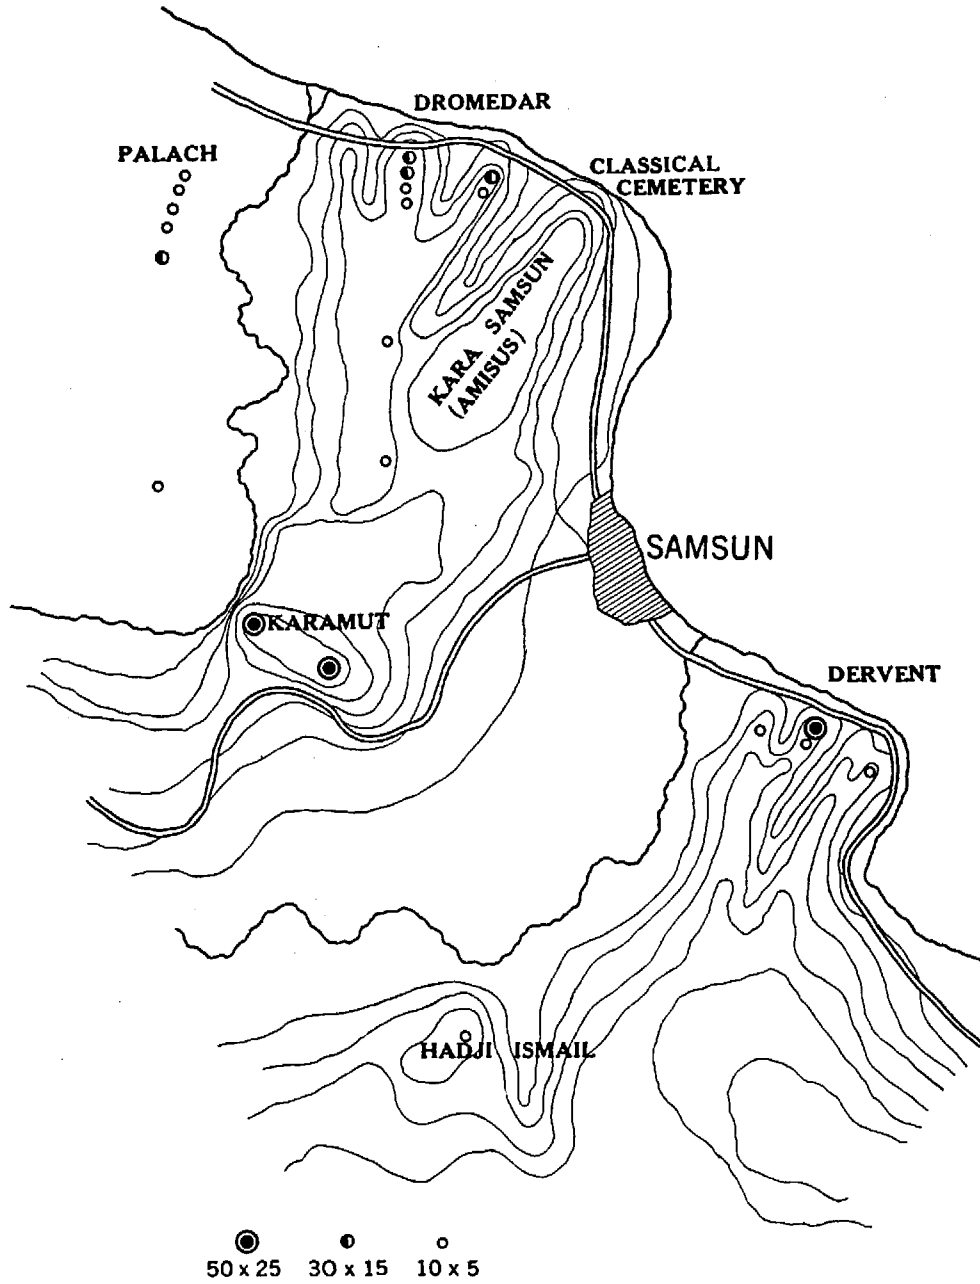 DROMEDAR
PALACH
CLASSICAL
CEMETERY
KARA SAMSUN
(AMISUS)
SAMSUN
KARAMUT
DERVENT
HADJI ISMAIL
50 x 25 30 x 15 10 x 5